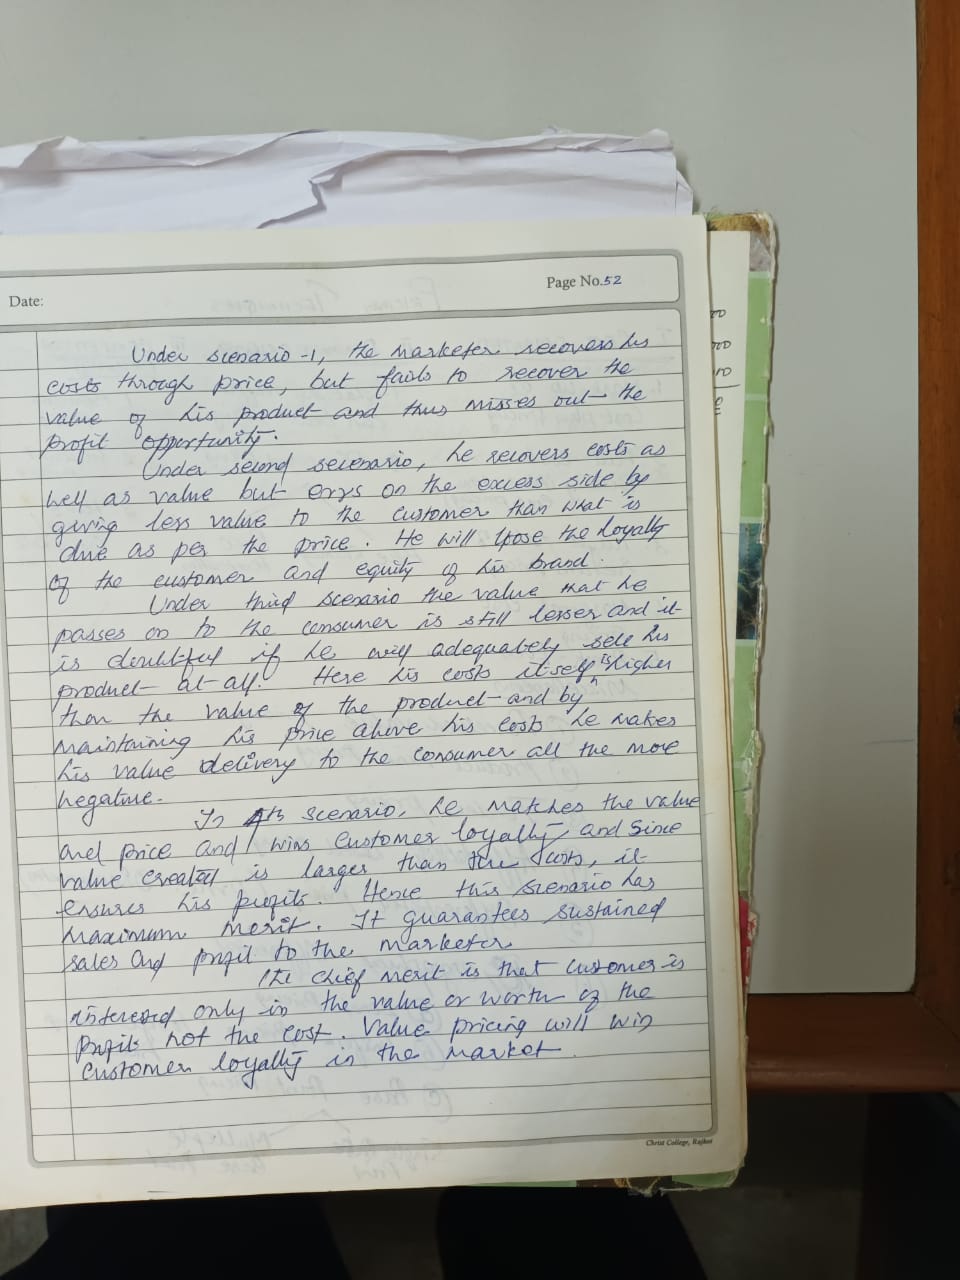 Date:
Page No.52
Under scenario -1, the marketer recovers his
costs through price, but fails to recover the
value of his product and thus misses out the
profit opportunity.
Under second secenario, he recovers costs as
well as value but errs on the excess side by
giving less value to the customer than what is
due as per the price. He will lose the loyalty
of the customer and equity of his brand.
Under third scenario the value that he
passes on to the consumer is still lesser and it
is doubtful if he will adequately sell his
product at all. Here his costs itself is higher
than the value of the product and by
maintaining his price above his costs he makes
his value delivery to the consumer all the more
negative.
In 4th scenario, he matches the value
and price and wins customer loyalty and since
value created is larger than the costs, it
ensures his profits. Hence this scenario has
maximum merit. It guarantees sustained
sales and profit to the marketer
The chief merit is that customer is
interesed only in the value or worth of the
not the cost. Value pricing will win
customer loyalty in the market.
Christ College, Rajkot